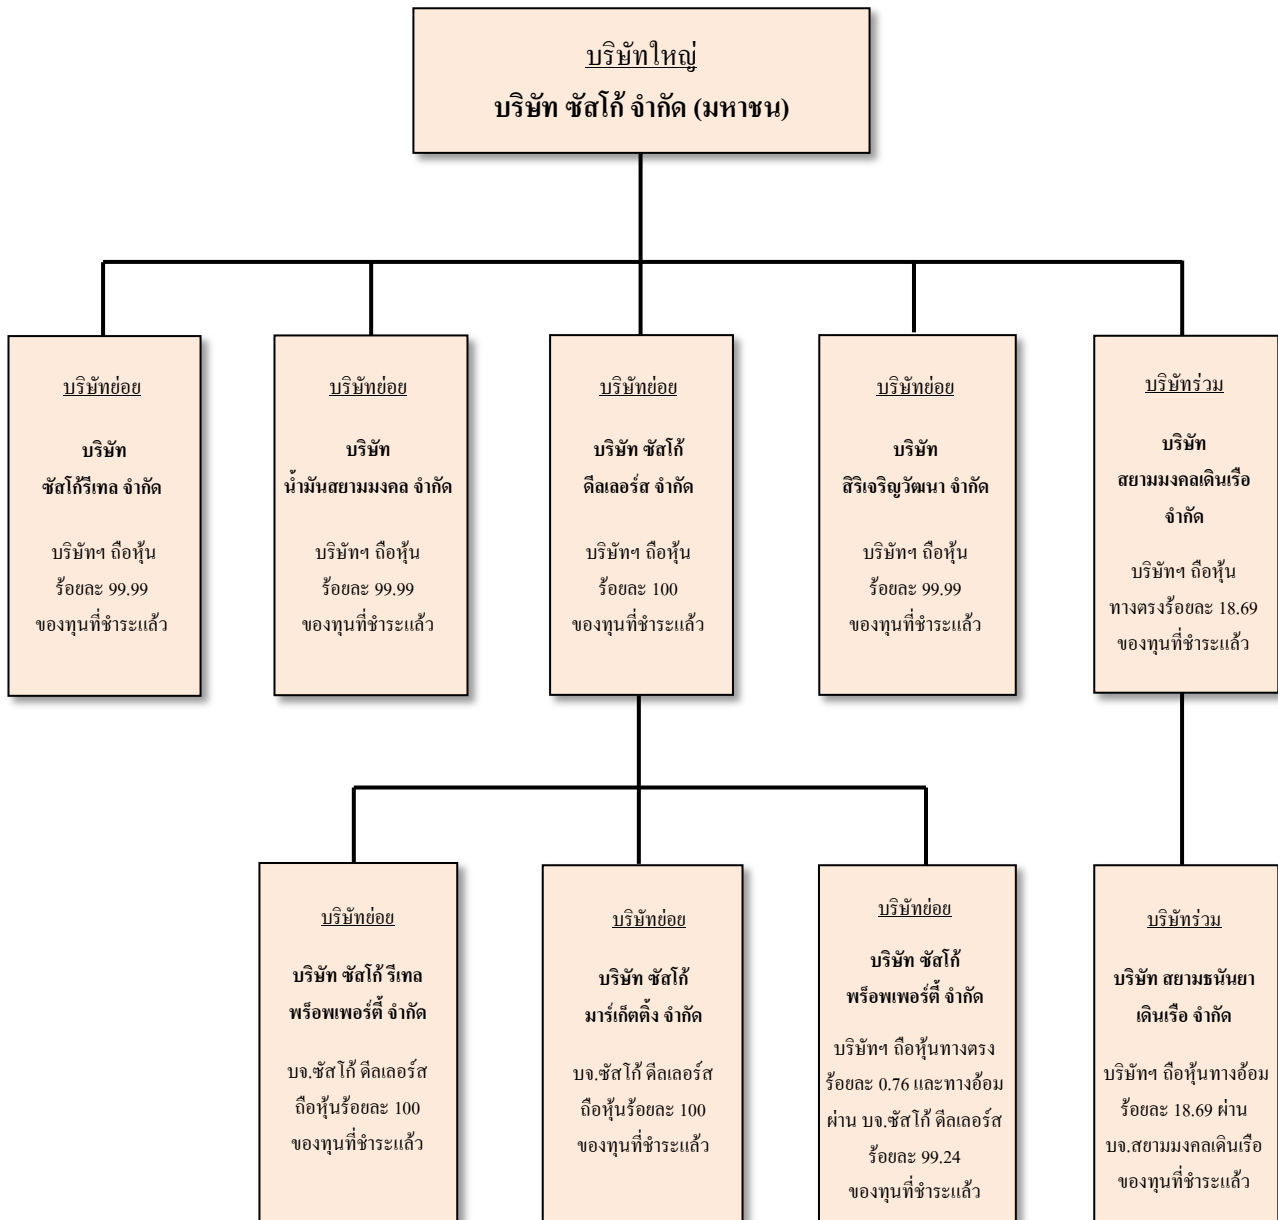 บริษัทใหญ่
บริษัท ซัสโก้ จำกัด (มหาชน)
บริษัทย่อย
บริษัท
ซัสโก้รีเทล จำกัด
บริษัทฯ ถือหุ้น
ร้อยละ 99.99
ของทุนที่ชำระแล้ว
บริษัทย่อย
บริษัท
น้ำมันสยามมงคล จำกัด
บริษัทฯ ถือหุ้น
ร้อยละ 99.99
ของทุนที่ชำระแล้ว
บริษัทย่อย
บริษัท ซัสโก้
ดีลเลอร์ส จำกัด
บริษัทฯ ถือหุ้น
ร้อยละ 100
ของทุนที่ชำระแล้ว
บริษัทย่อย
บริษัท
สิริเจริญวัฒนา จำกัด
บริษัทฯ ถือหุ้น
ร้อยละ 99.99
ของทุนที่ชำระแล้ว
บริษัทร่วม
บริษัท
สยามมงคลเดินเรือ
จำกัด
บริษัทฯ ถือหุ้น
ทางตรงร้อยละ 18.69
ของทุนที่ชำระแล้ว
บริษัทย่อย
บริษัท ซัสโก้ รีเทล
พร็อพเพอร์ตี้ จำกัด
บจ.ซัสโก้ ดีลเลอร์ส
ถือหุ้นร้อยละ 100
ของทุนที่ชำระแล้ว
บริษัทย่อย
บริษัท ซัสโก้
มาร์เก็ตติ้ง จำกัด
บจ.ซัสโก้ ดีลเลอร์ส
ถือหุ้นร้อยละ 100
ของทุนที่ชำระแล้ว
บริษัทย่อย
บริษัท ซัสโก้
พร็อพเพอร์ตี้ จำกัด
บริษัทฯ ถือหุ้นทางตรง
ร้อยละ 0.76 และทางอ้อม
ผ่าน บจ.ซัสโก้ ดีลเลอร์ส
ร้อยละ 99.24
ของทุนที่ชำระแล้ว
บริษัทร่วม
บริษัท สยามธนันยา
เดินเรือ จำกัด
บริษัทฯ ถือหุ้นทางอ้อม
ร้อยละ 18.69 ผ่าน
บจ.สยามมงคลเดินเรือ
ของทุนที่ชำระแล้ว